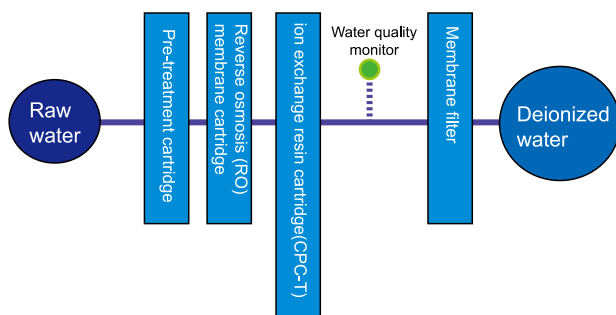 Raw
water
Pre-treatment cartridge
Reverse osmosis (RO)
membrane cartridge
ion exchange resin cartridge(CPC-T)
Water quality
monitor
Membrane filter
Deionized
water